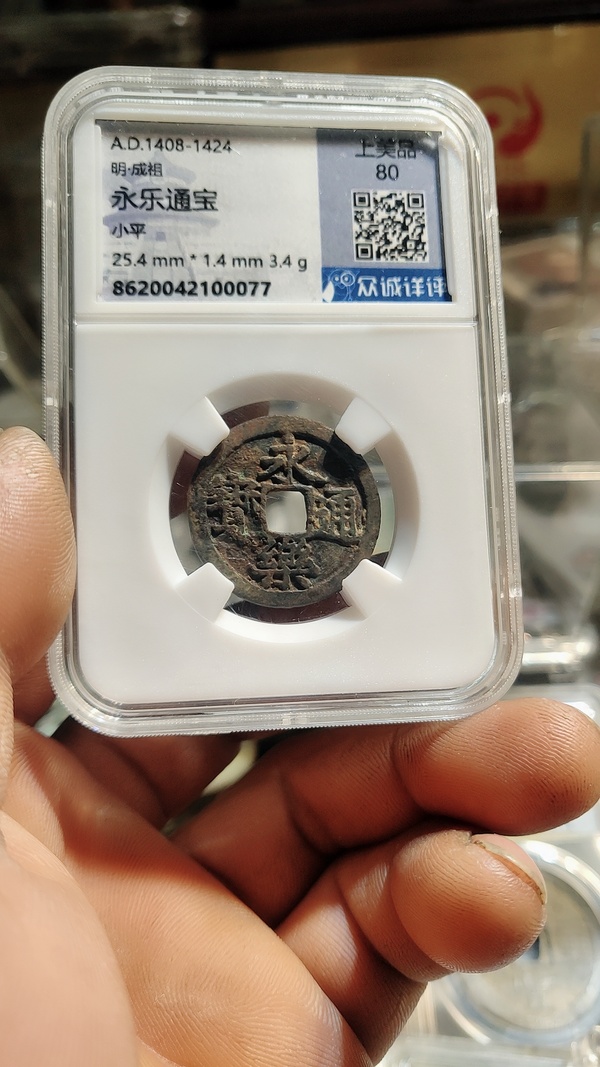 A.D.1408-1424
明·成祖
永乐通宝
小平
25.4 mm * 1.4 mm 3.4 g
8620042100077
上美品
80
众诚详评
永樂通寶